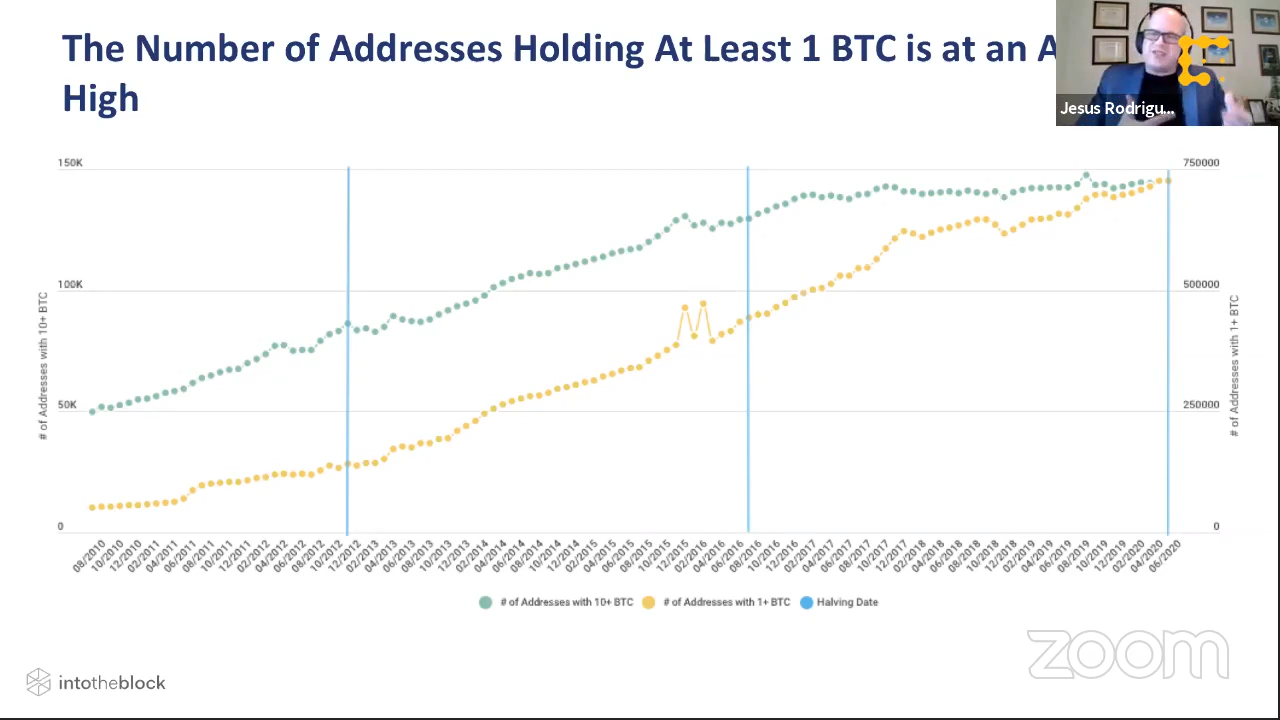 The Number of Addresses Holding At Least 1 BTC is at an A
High
Jesus Rodrigu...
150K
750000
100K
500000
50K
250000
0
0
# of Addresses with 10+ BTC
# of Addresses with 1+ BTC
08/2010 10/2010 12/2010 02/2011 04/2011 06/2011 08/2011 10/2011 12/2011 02/2012 04/2012 06/2012 08/2012 10/2012 12/2012 02/2013 04/2013 06/2013 08/2013 10/2013 12/2013 02/2014 04/2014 06/2014 08/2014 10/2014 12/2014 02/2015 04/2015 06/2015 08/2015 10/2015 12/2015 02/2016 04/2016 06/2016 08/2016 10/2016 12/2016 02/2017 04/2017 06/2017 08/2017 10/2017 12/2017 02/2018 04/2018 06/2018 08/2018 10/2018 12/2018 02/2019 04/2019 06/2019 08/2019 10/2019 12/2019 02/2020 04/2020 06/2020
# of Addresses with 10+ BTC # of Addresses with 1+ BTC Halving Date
intotheblock
zoom